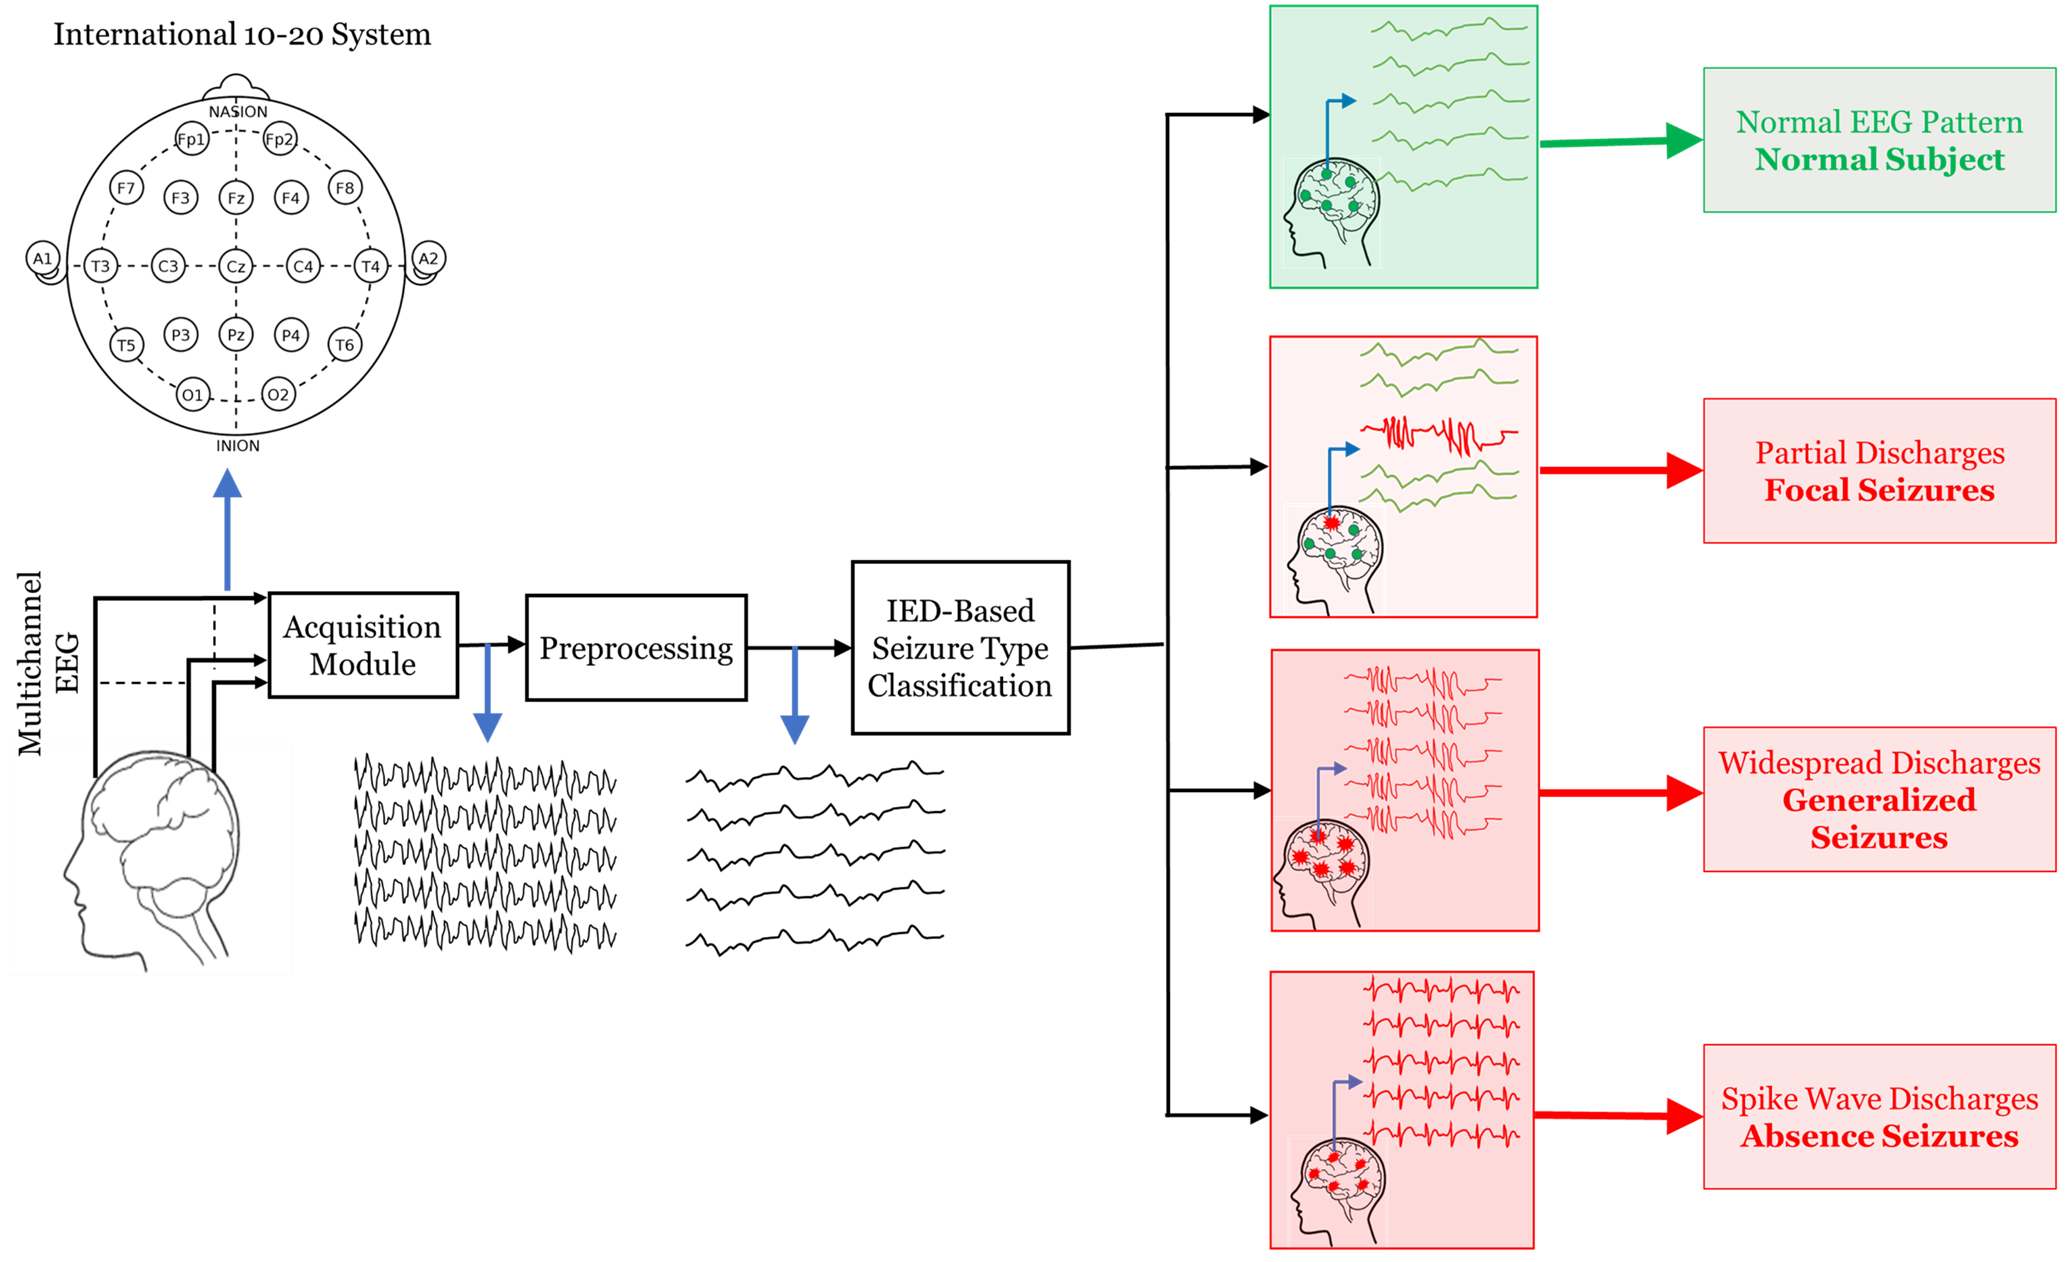 International 10-20 System
NASION
Fp1 Fp2
F7 F3 Fz F4 F8
A1 T3 C3 Cz C4 T4 A2
T5 P3 Pz P4 T6
O1 O2
INION
Multichannel
EEG
Acquisition
Module
Preprocessing
IED-Based
Seizure Type
Classification
Normal EEG Pattern
Normal Subject
Partial Discharges
Focal Seizures
Widespread Discharges
Generalized
Seizures
Spike Wave Discharges
Absence Seizures